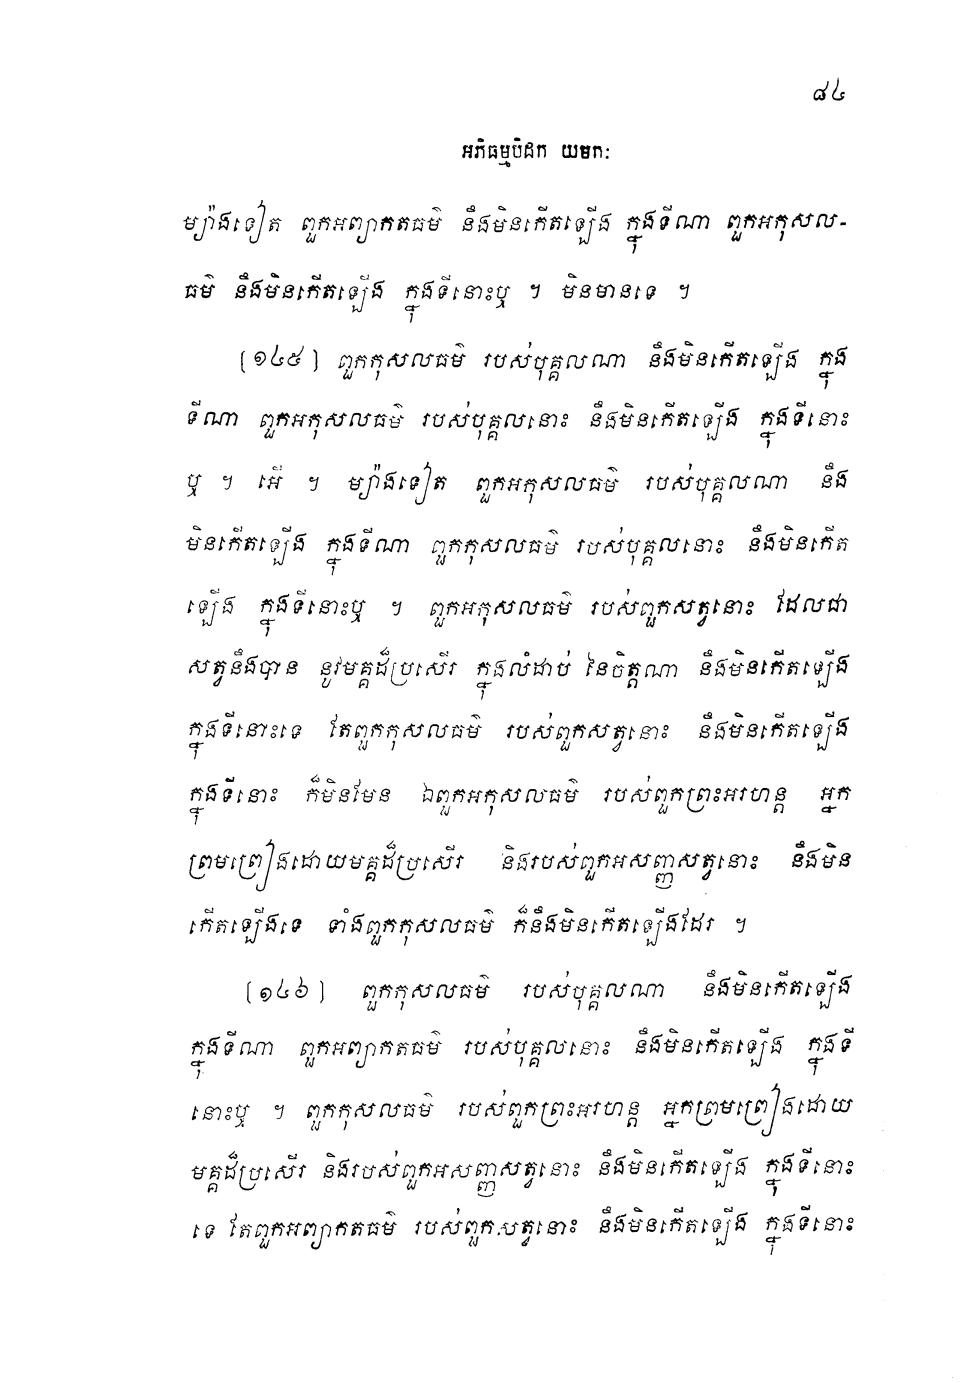 ៨៤
អភិធម្មបិដក យមកៈ
ម្យ៉ាងទៀត ពួកអព្យាកតធម៌ នឹងមិនកើតឡើង ក្នុងទីណា ពួកអកុសល-
ធម៌ នឹងមិនកើតឡើង ក្នុងទីនោះឬ ។ មិនមានទេ ។
(១៤៥) ពួកកុសលធម៌ របស់បុគ្គលណា នឹងមិនកើតឡើង ក្នុង
ទីណា ពួកអកុសលធម៌ របស់បុគ្គលនោះ នឹងមិនកើតឡើង ក្នុងទីនោះ
ឬ ។ អើ ។ ម្យ៉ាងទៀត ពួកអកុសលធម៌ របស់បុគ្គលណា នឹង
មិនកើតឡើង ក្នុងទីណា ពួកកុសលធម៌ របស់បុគ្គលនោះ នឹងមិនកើត
ឡើង ក្នុងទីនោះឬ ។ ពួកអកុសលធម៌ របស់ពួកសត្វនោះ ដែលជា
សត្វនឹងបាន នូវមគ្គដ៏ប្រសើរ ក្នុងលំដាប់ នៃចិត្តណា នឹងមិនកើតឡើង
ក្នុងទីនោះទេ តែពួកកុសលធម៌ របស់ពួកសត្វនោះ នឹងមិនកើតឡើង
ក្នុងទីនោះ ក៏មិនមែន ឯពួកអកុសលធម៌ របស់ពួកព្រះអរហន្ត អ្នក
ព្រមព្រៀងដោយមគ្គដ៏ប្រសើរ និងរបស់ពួកអសញ្ញសត្វនោះ នឹងមិន
កើតឡើងទេ ទាំងពួកកុសលធម៌ ក៏នឹងមិនកើតឡើងដែរ ។
(១៤៦) ពួកកុសលធម៌ របស់បុគ្គលណា នឹងមិនកើតឡើង
ក្នុងទីណា ពួកអព្យាកតធម៌ របស់បុគ្គលនោះ នឹងមិនកើតឡើង ក្នុងទី
នោះឬ ។ ពួកកុសលធម៌ របស់ពួកព្រះអរហន្ត អ្នកព្រមព្រៀងដោយ
មគ្គដ៏ប្រសើរ និងរបស់ពួកអសញ្ញសត្វនោះ នឹងមិនកើតឡើង ក្នុងទីនោះ
ទេ តែពួកអព្យាកតធម៌ របស់ពួកសត្វនោះ នឹងមិនកើតឡើង ក្នុងទីនោះ